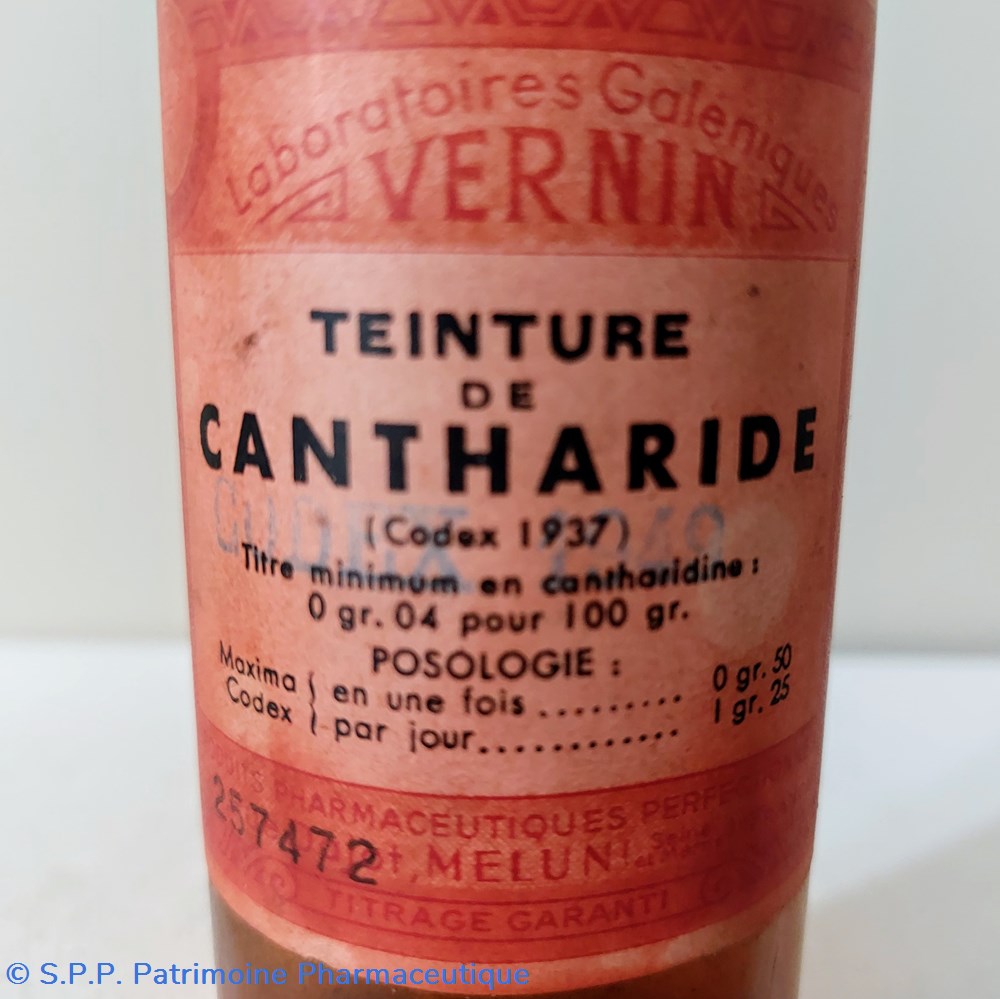 Laboratoires Galéniques
VERNIN
TEINTURE
DE
CANTHARIDE
CODEX 1949
(Codex 1937)
Titre minimum en cantharidine :
0 gr. 04 pour 100 gr.
POSOLOGIE :
Maxima Codex { en une fois ......... 0 gr. 50
par jour............ 1 gr. 25
PHARMACEUTIQUES
257472
MELUN
TITRAGE GARANTI
© S.P.P. Patrimoine Pharmaceutique